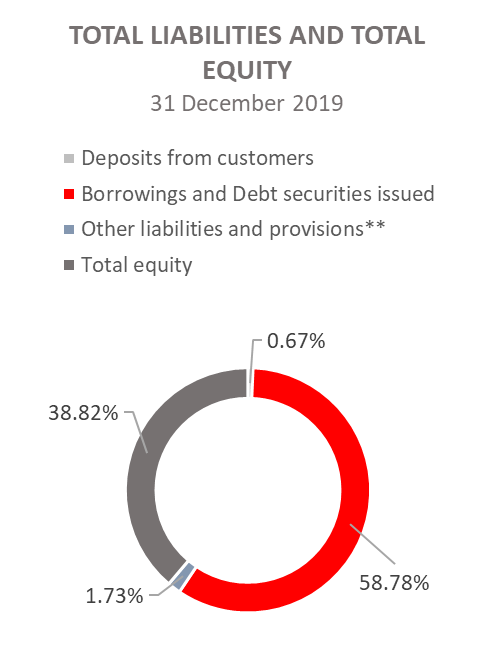 TOTAL LIABILITIES AND TOTAL
EQUITY
31 December 2019
Deposits from customers
Borrowings and Debt securities issued
Other liabilities and provisions**
Total equity
0.67%
38.82%
58.78%
1.73%